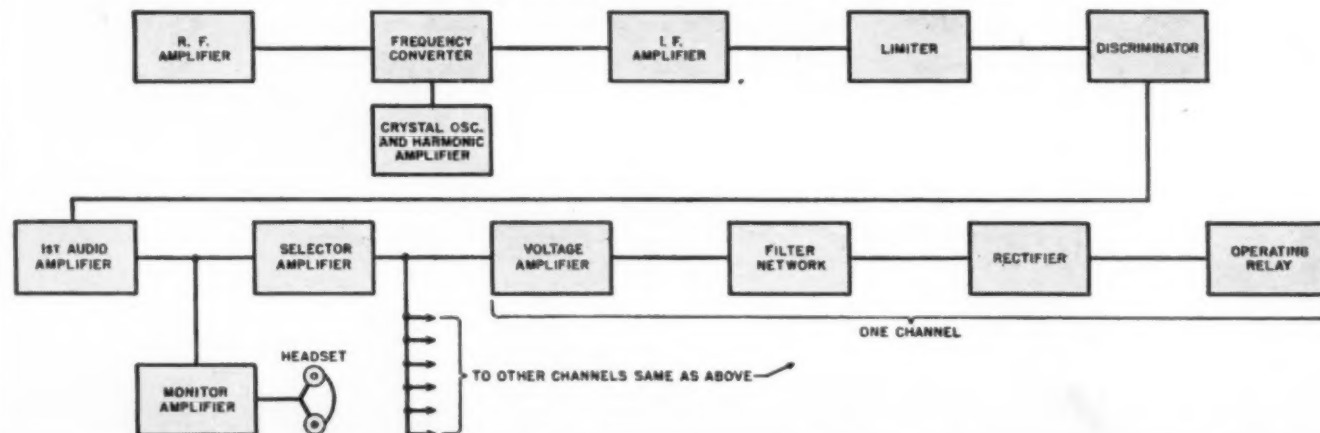 R. F.
AMPLIFIER
FREQUENCY
CONVERTER
I. F.
AMPLIFIER
LIMITER
DISCRIMINATOR
CRYSTAL OSC.
AND HARMONIC
AMPLIFIER
1ST AUDIO
AMPLIFIER
SELECTOR
AMPLIFIER
VOLTAGE
AMPLIFIER
FILTER
NETWORK
RECTIFIER
OPERATING
RELAY
ONE CHANNEL
HEADSET
TO OTHER CHANNELS SAME AS ABOVE
MONITOR
AMPLIFIER